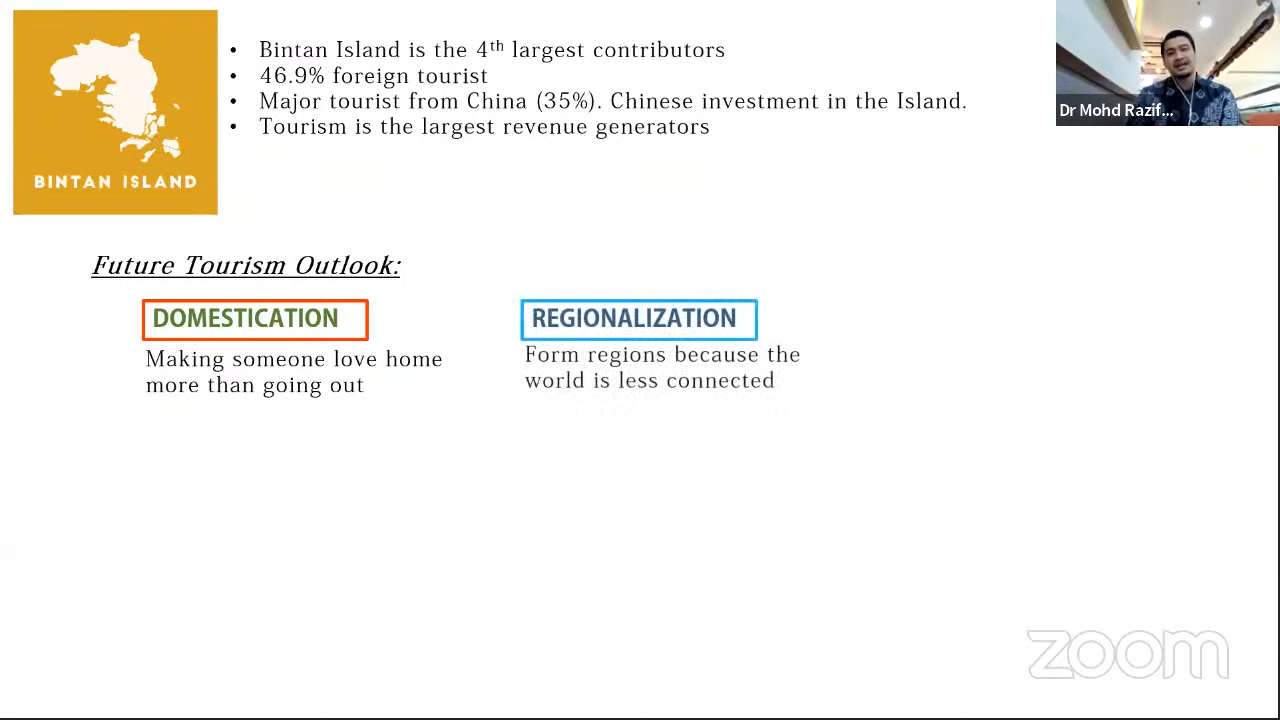 BINTAN ISLAND
• Bintan Island is the 4th largest contributors
• 46.9% foreign tourist
• Major tourist from China (35%). Chinese investment in the Island.
• Tourism is the largest revenue generators
Dr Mohd Razif...
Future Tourism Outlook:
DOMESTICATION
Making someone love home
more than going out
REGIONALIZATION
Form regions because the
world is less connected
zoom